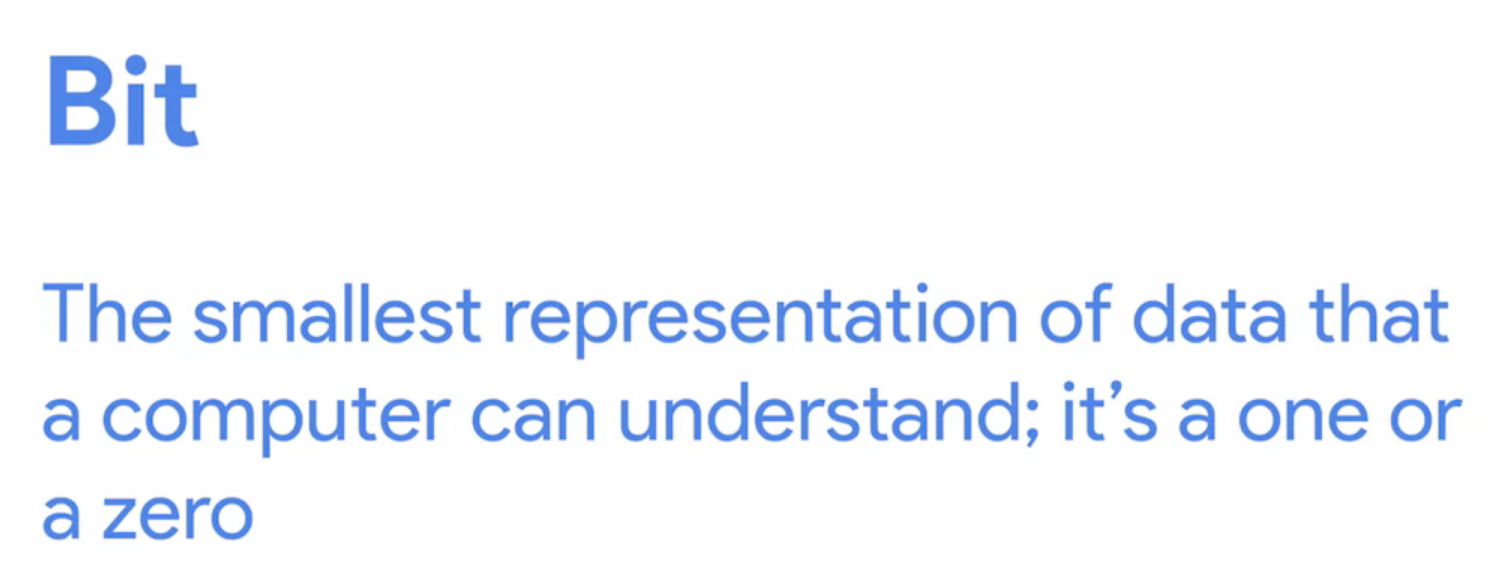 Bit
The smallest representation of data that
a computer can understand; it’s a one or
a zero